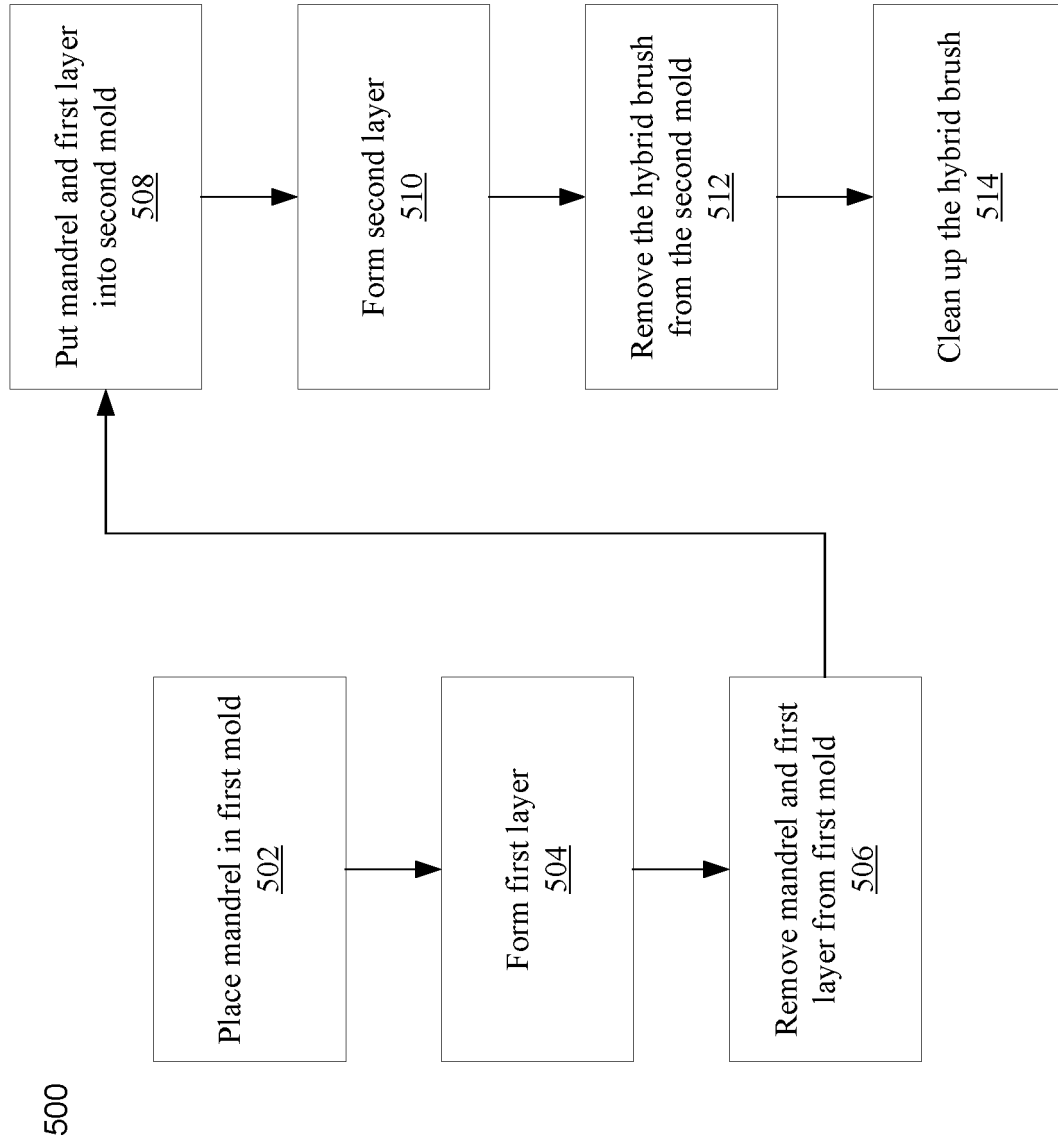 500
Place mandrel in first mold
502
Form first layer
504
Remove mandrel and first
layer from first mold
506
Put mandrel and first layer
into second mold
508
Form second layer
510
Remove the hybrid brush
from the second mold
512
Clean up the hybrid brush
514